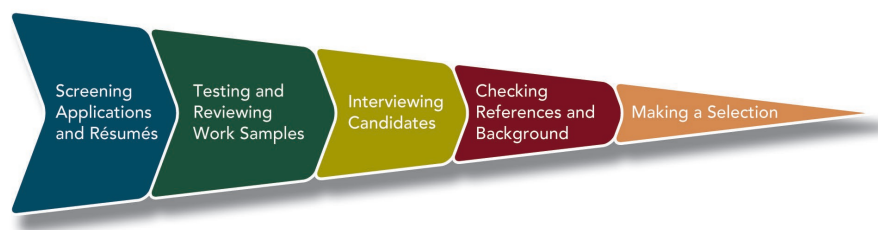 Screening
Applications
and Résumés
Testing and
Reviewing
Work Samples
Interviewing
Candidates
Checking
References and
Background
Making a Selection